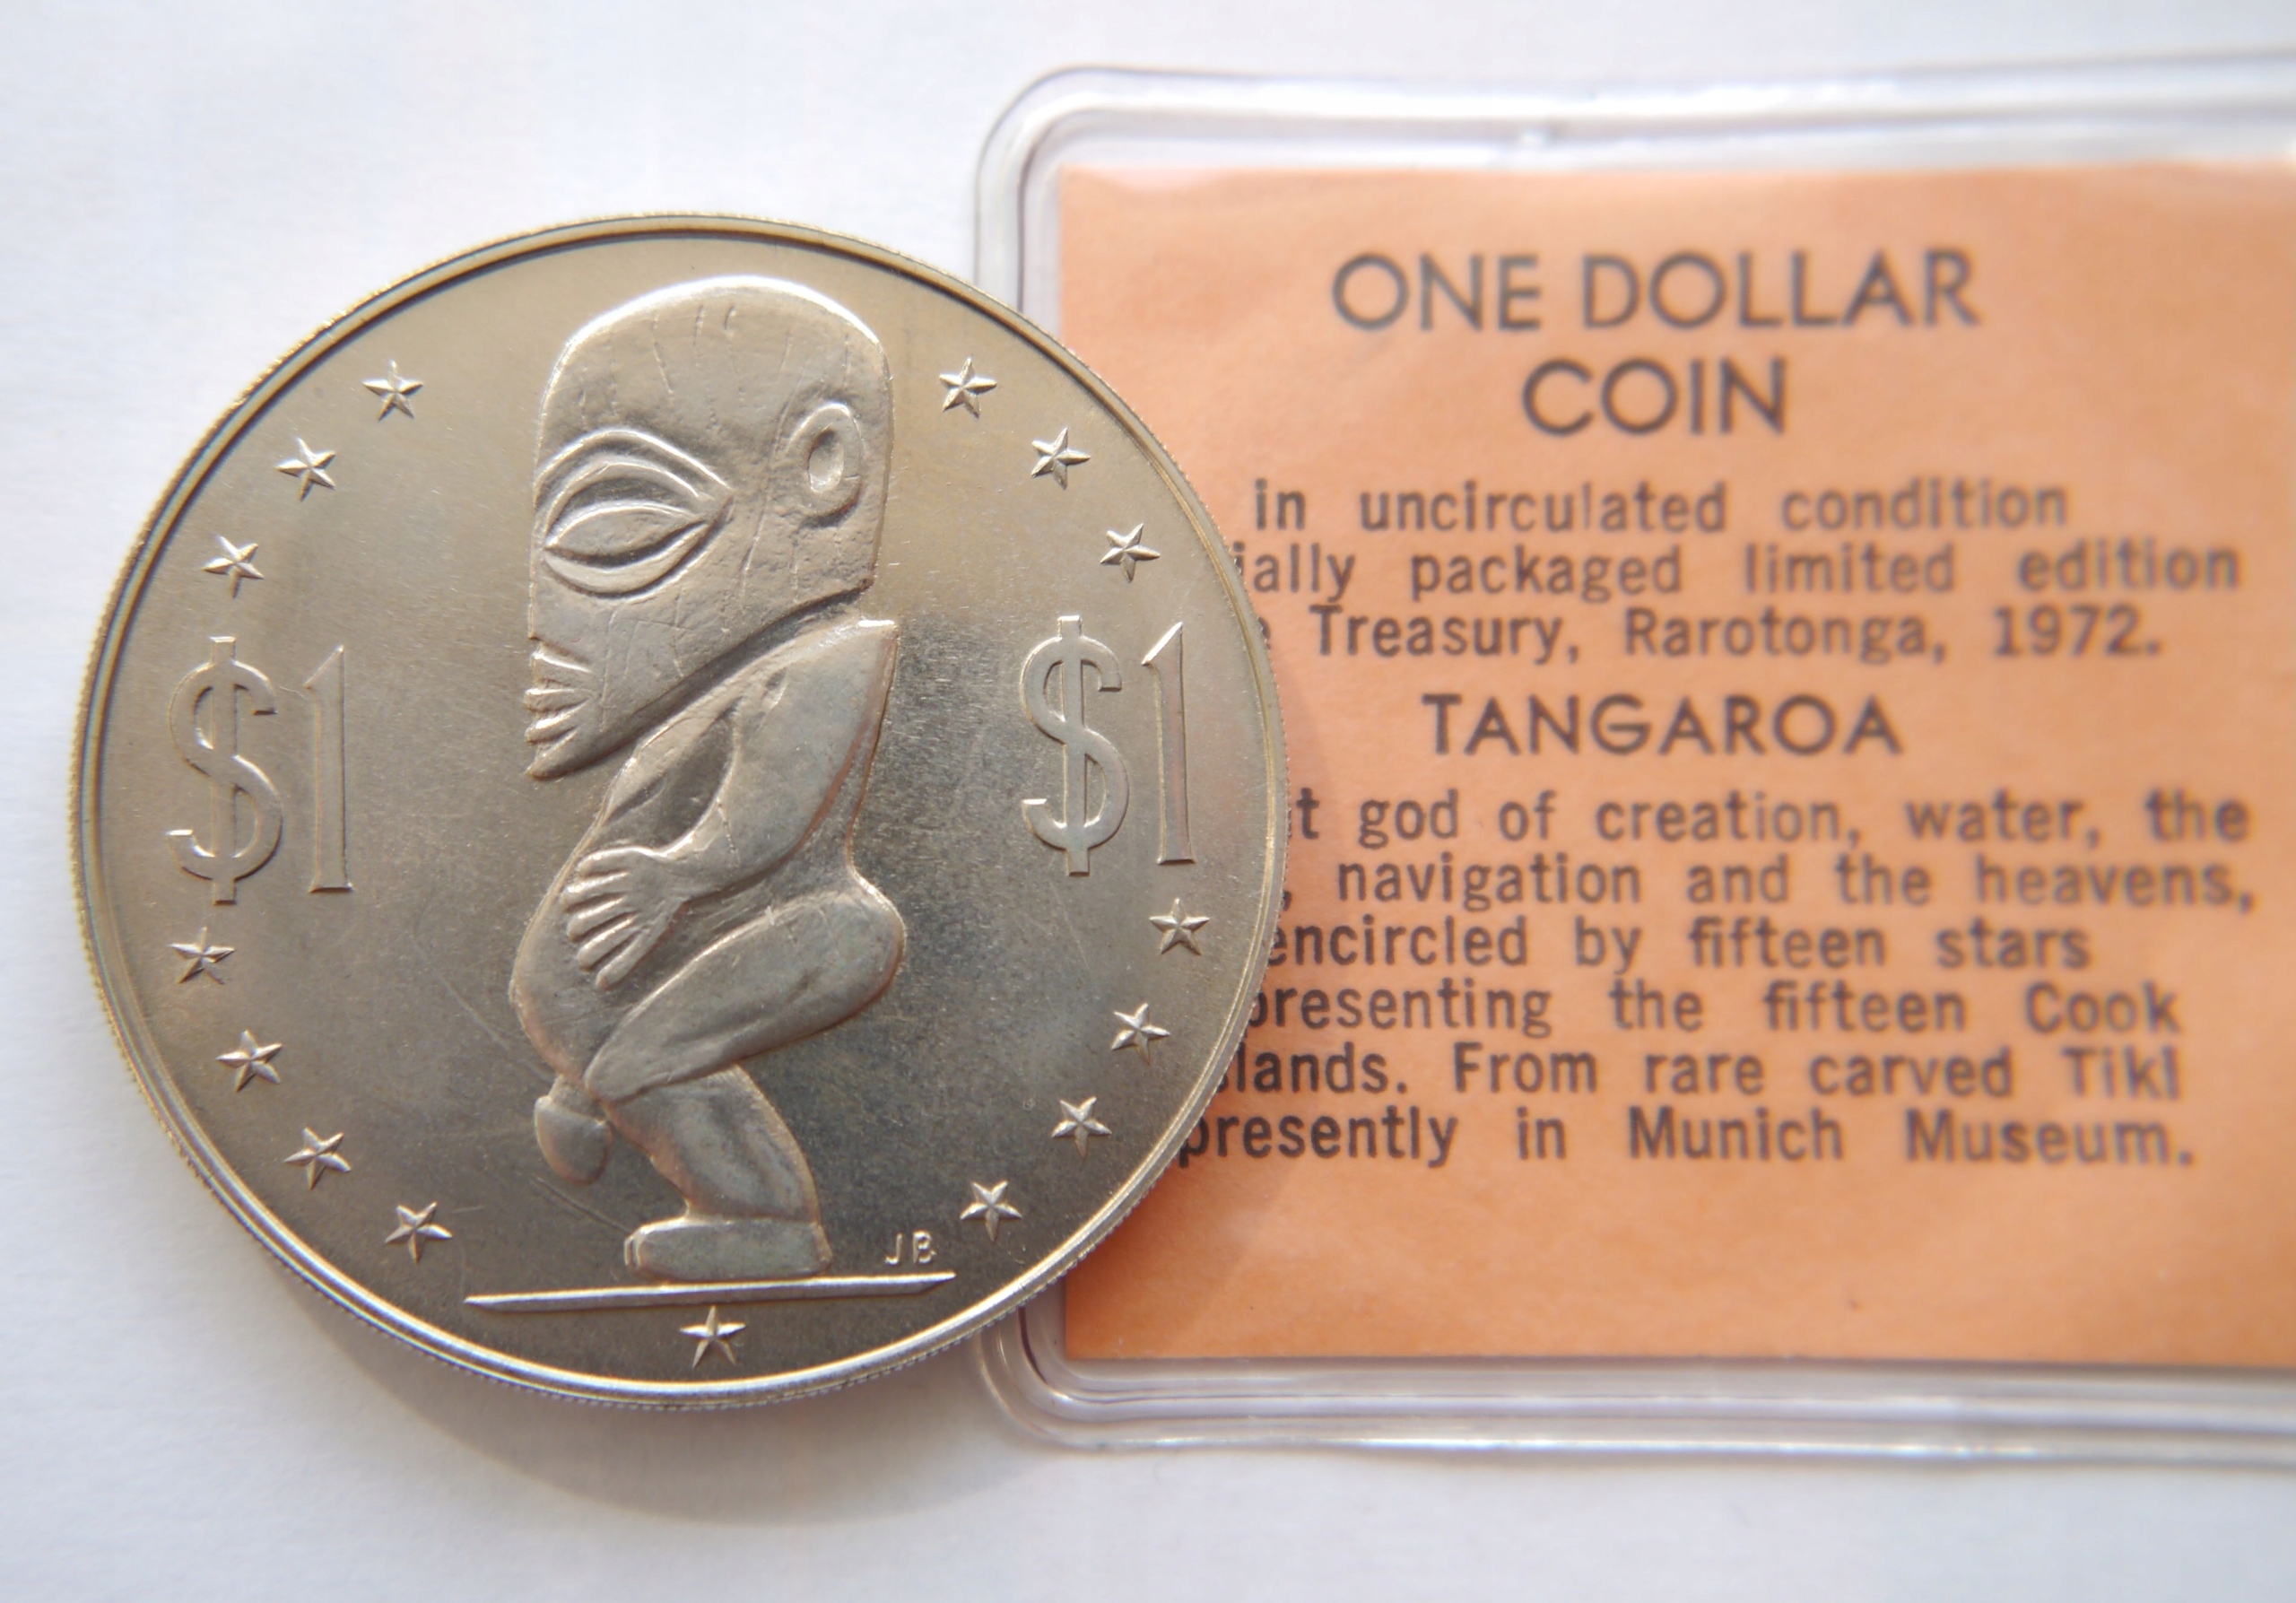 $1
$1
JB
ONE DOLLAR
COIN
in uncirculated condition
packaged limited edition
Treasury, Rarotonga, 1972.
TANGAROA
god of creation, water, the
navigation and the heavens,
encircled by fifteen stars
presenting the fifteen Cook
lands. From rare carved Tiki
presently in Munich Museum.